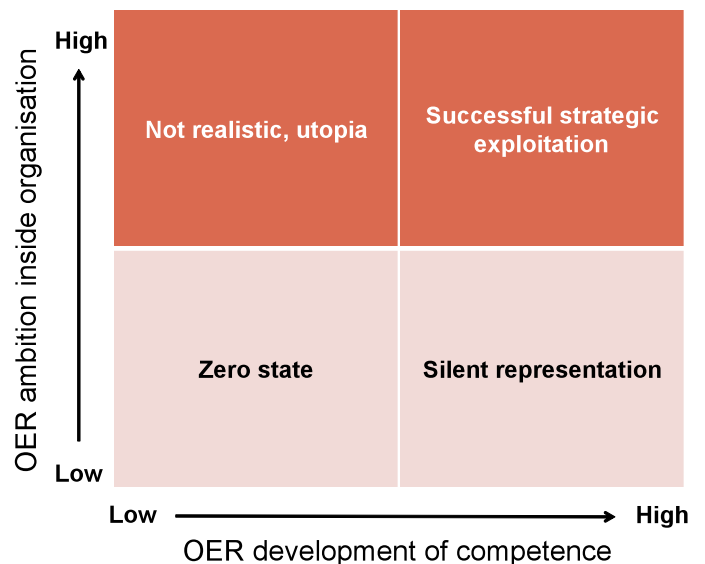 OER ambition inside organisation
High
Low
Not realistic, utopia
Successful strategic
exploitation
Zero state
Silent representation
Low
High
OER development of competence